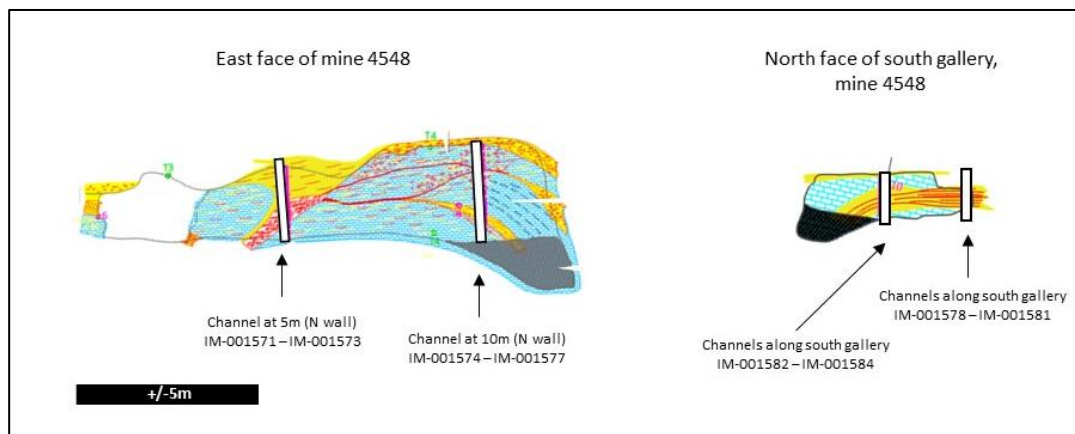 East face of mine 4548
North face of south gallery,
mine 4548
T3
T4
Channel at 5m (N wall)
IM-001571 – IM-001573
Channel at 10m (N wall)
IM-001574 – IM-001577
Channels along south gallery
IM-001578 – IM-001581
Channels along south gallery
IM-001582 – IM-001584
+/-5m